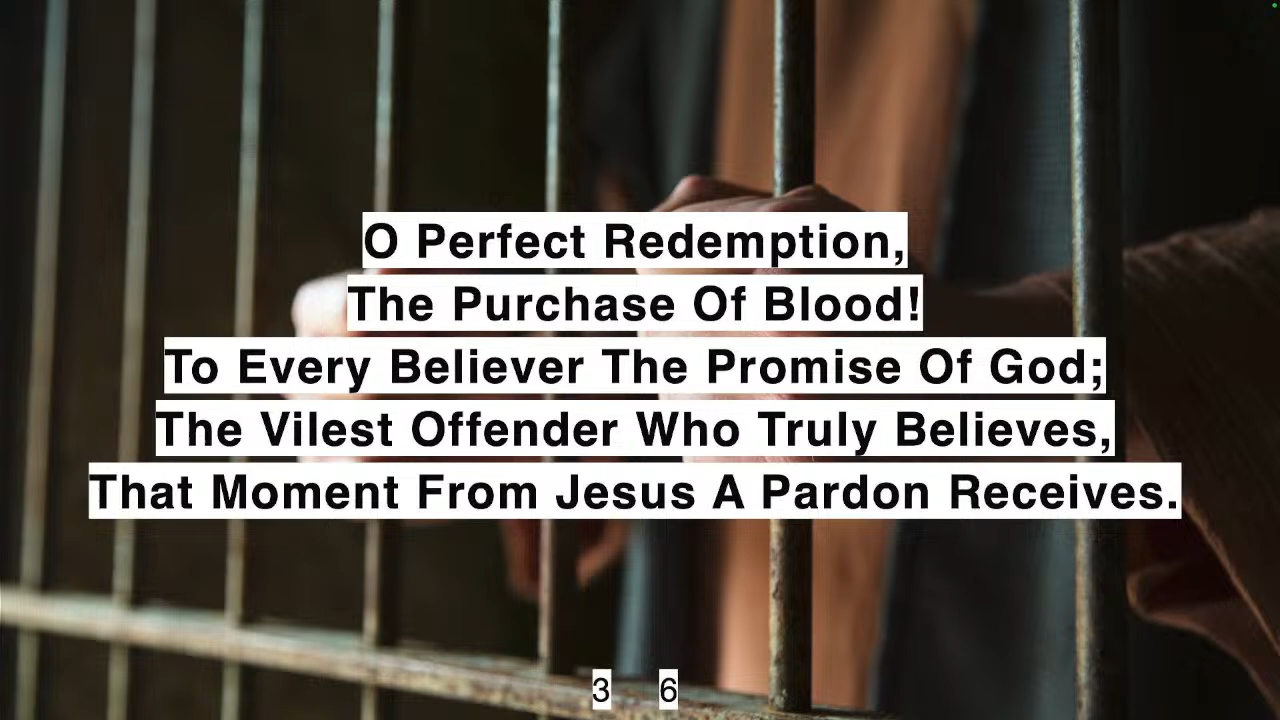 O Perfect Redemption,
The Purchase Of Blood!
To Every Believer The Promise Of God;
The Vilest Offender Who Truly Believes,
That Moment From Jesus A Pardon Receives.
3 6